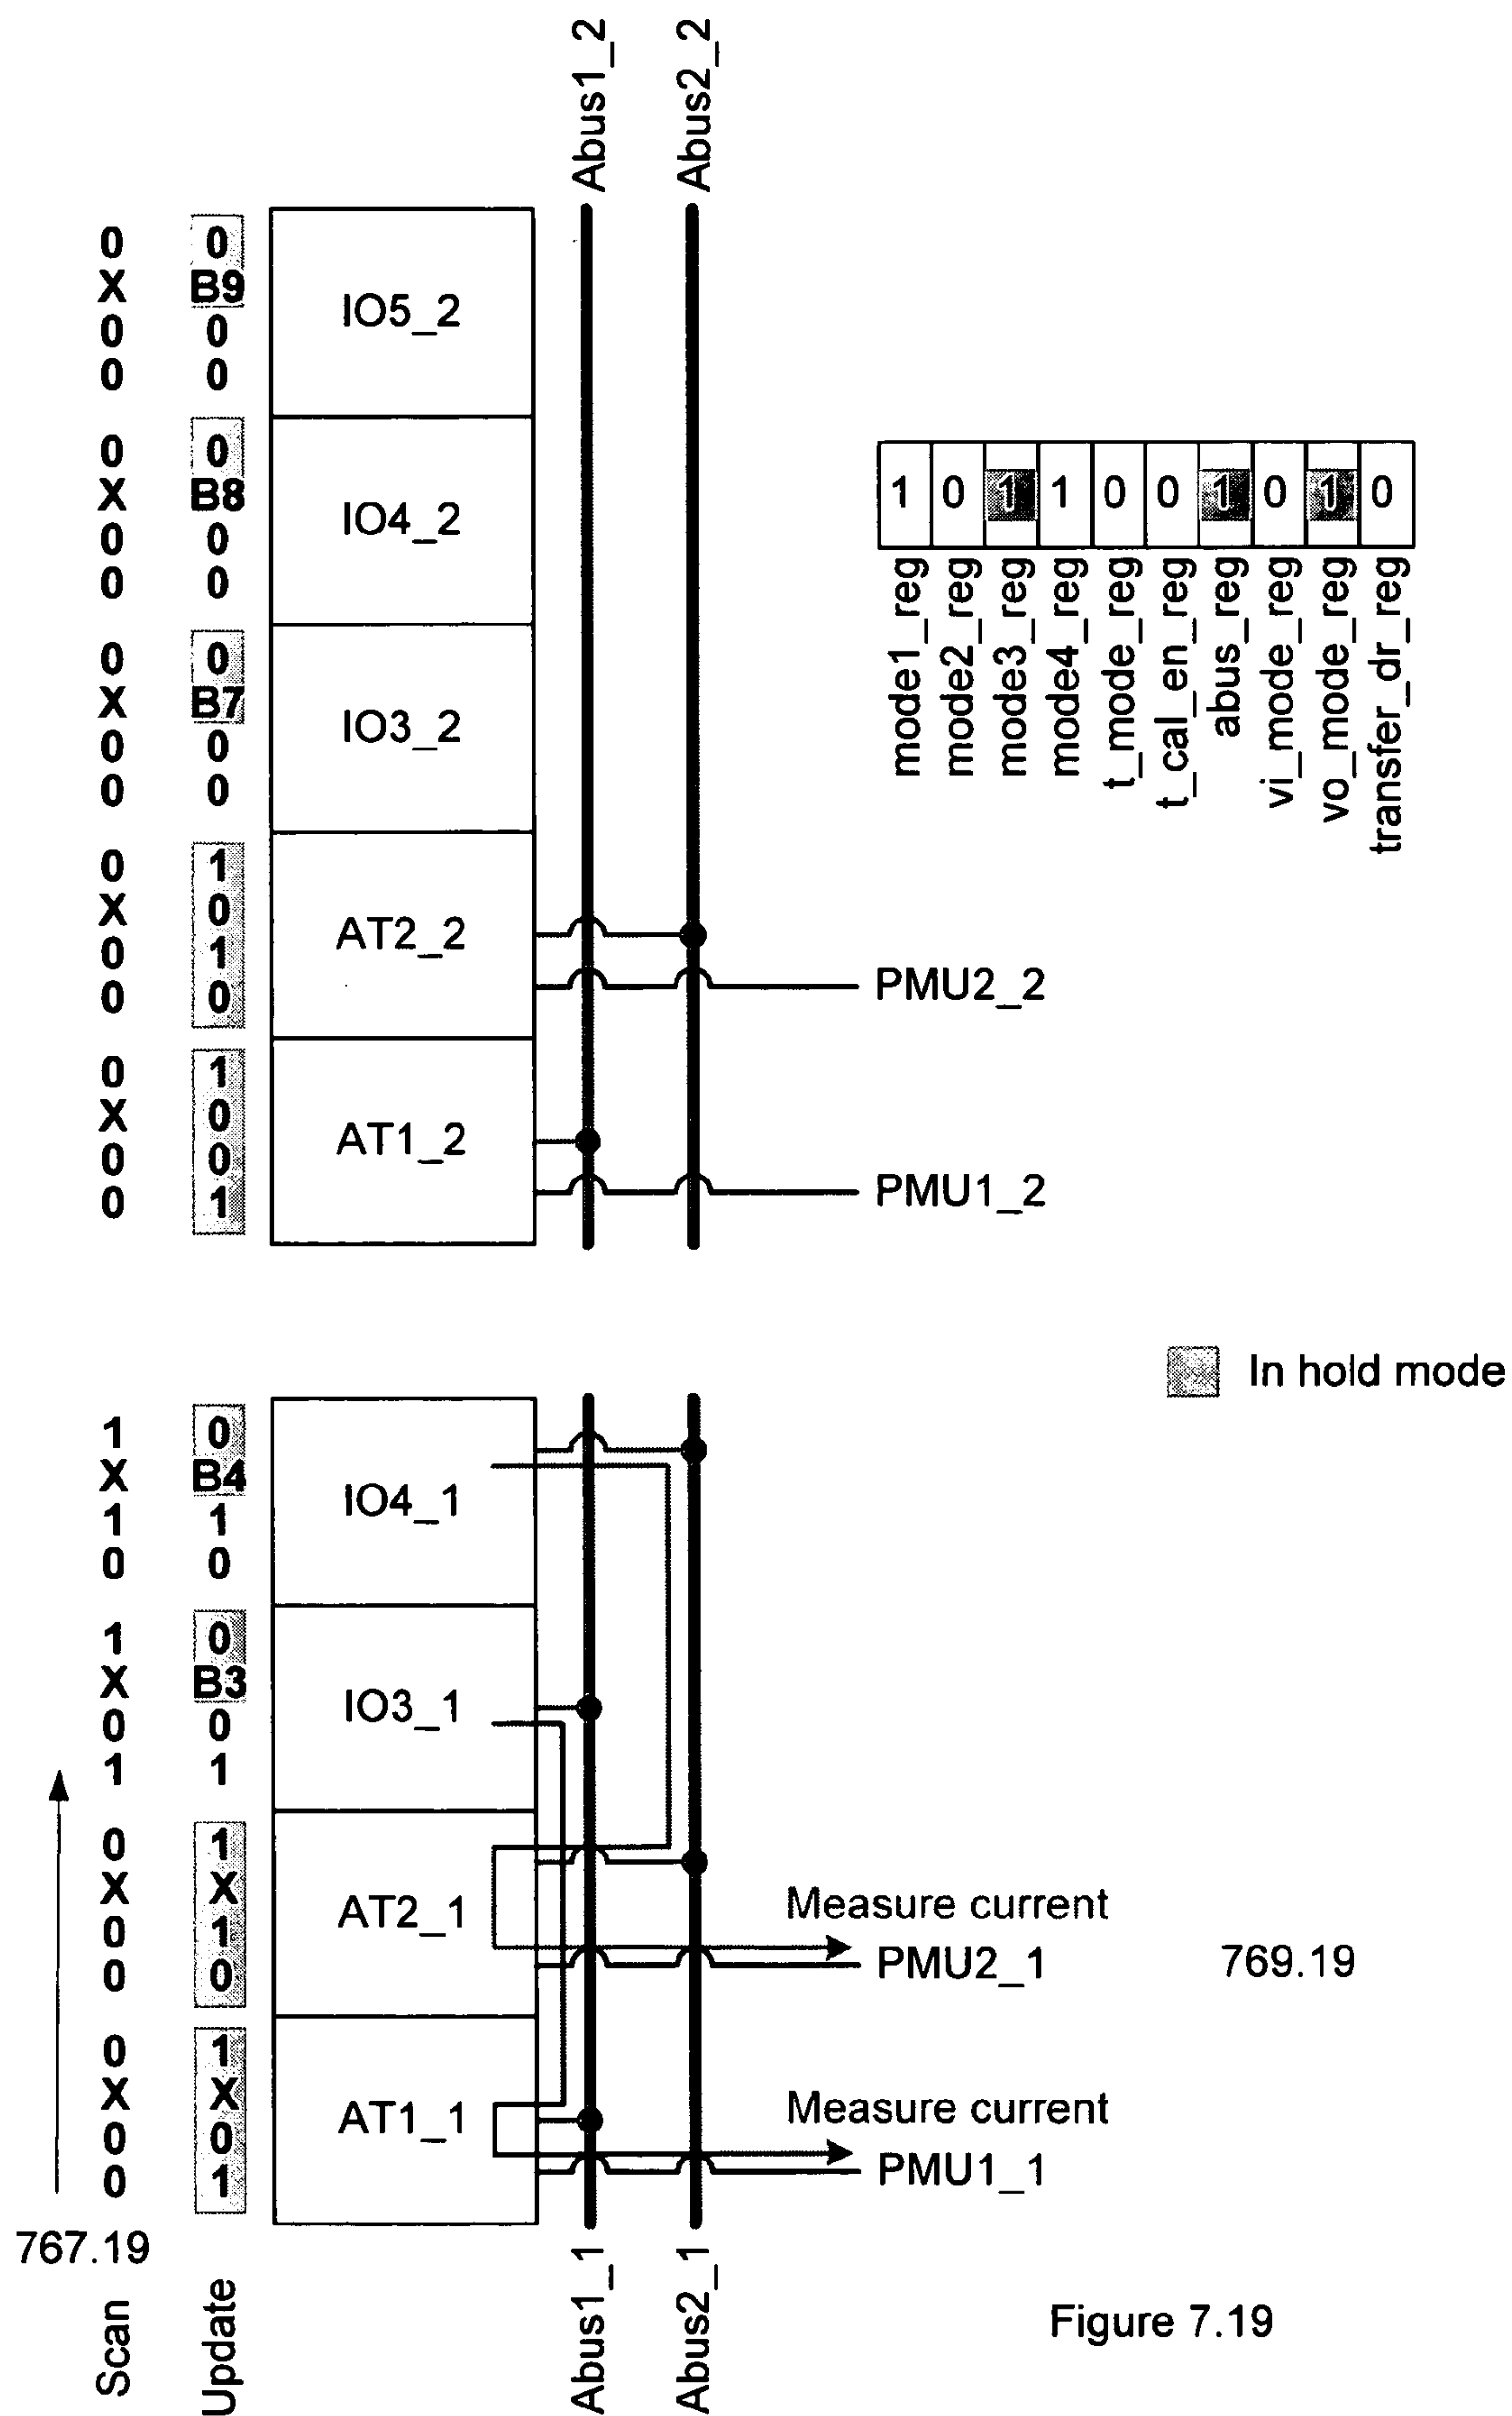 Abus1_2
Abus2_2
0 0
X B9
0 0
0 0
IO5_2
0 0
X B8
0 0
0 0
IO4_2
1 0 1 1 0 0 1 0 1 0
mode1_reg
mode2_reg
mode3_reg
mode4_reg
t_mode_reg
t_cal_en_reg
abus_reg
vi_mode_reg
vo_mode_reg
transfer_dr_reg
0 0
X B7
0 0
0 0
IO3_2
0 1
X 0
0 1
0 0
AT2_2
PMU2_2
0 1
X 0
0 0
0 1
AT1_2
PMU1_2
In hold mode
1 0
X B4
1 1
0 0
IO4_1
1 0
X B3
0 0
1 1
IO3_1
0 1
X X
0 1
0 0
AT2_1
Measure current
PMU2_1
769.19
0 1
X X
0 0
0 1
AT1_1
Measure current
PMU1_1
767.19
Scan
Update
Abus1_1
Abus2_1
Figure 7.19